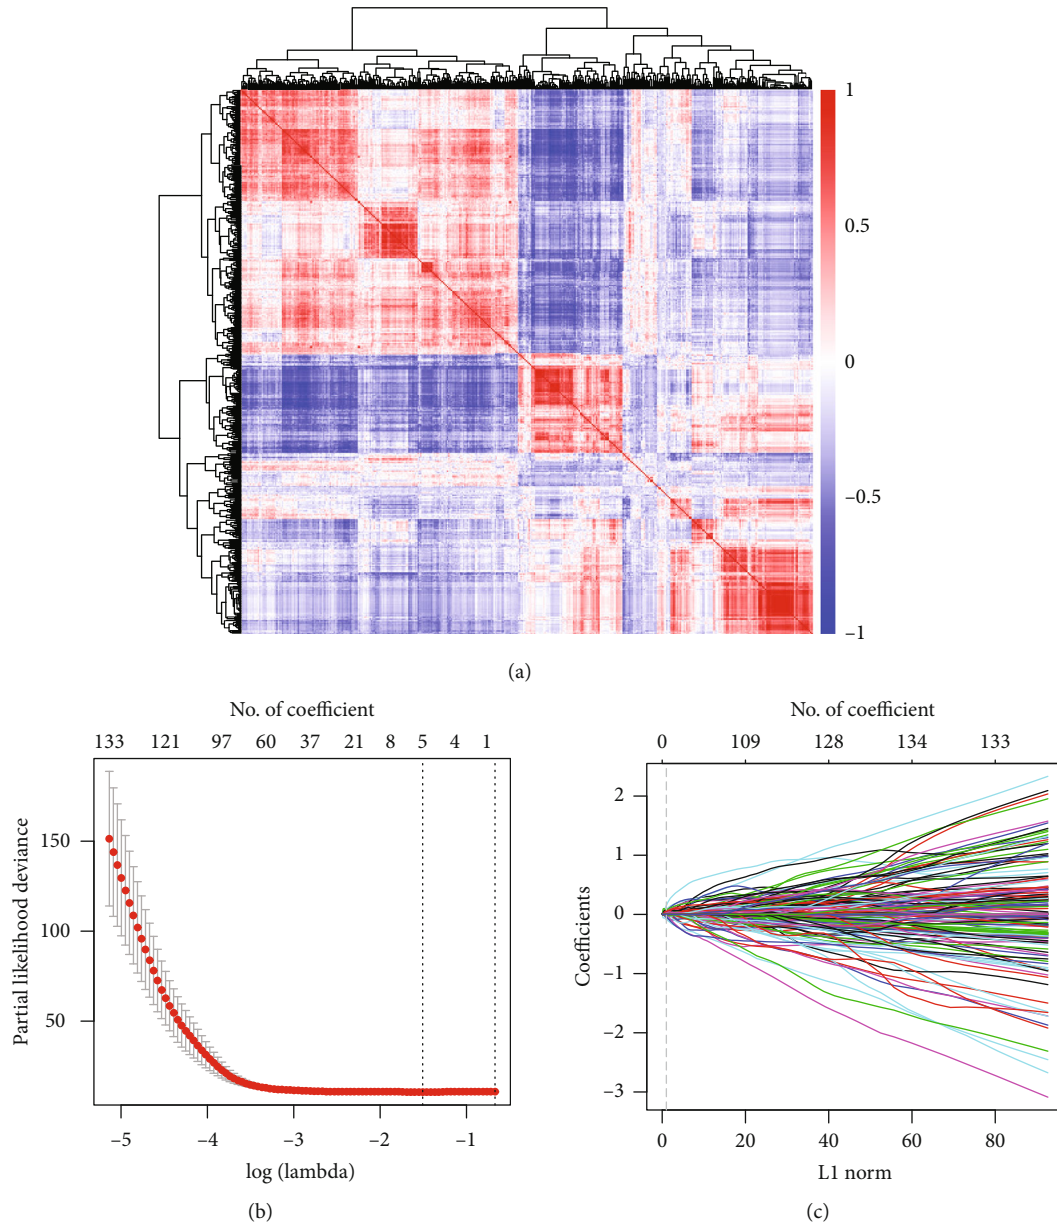 1
0.5
0
−0.5
−1
(a)
No. of coefficient
133 121 97 60 37 21 8 5 4 1
Partial likelihood deviance
150
100
50
−5 −4 −3 −2 −1
log (lambda)
(b)
No. of coefficient
0 109 128 134 133
Coefficients
2
1
0
−1
−2
−3
0 20 40 60 80
L1 norm
(c)